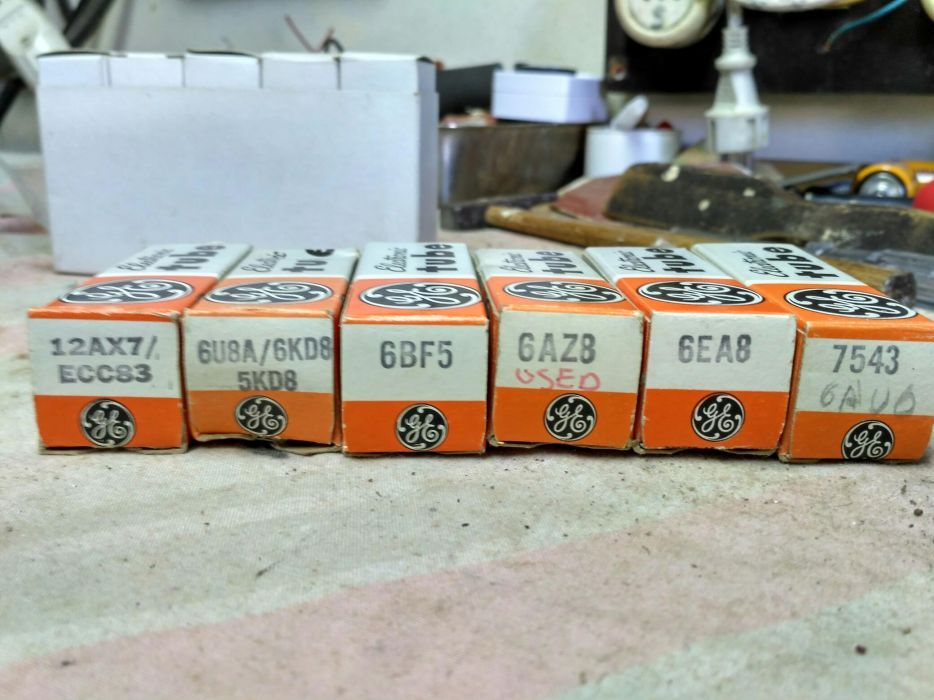 Electronic
tube
GE
12AX7/
ECC83
GE
Electronic
tu e
GE
6U8A/6KD8
5KD8
GE
Electronic
tube
GE
6BF5
GE
Electronic
tube
GE
6AZ8
USED
GE
Electronic
tube
GE
6EA8
GE
Electronic
tube
GE
7543
6AU6
GE